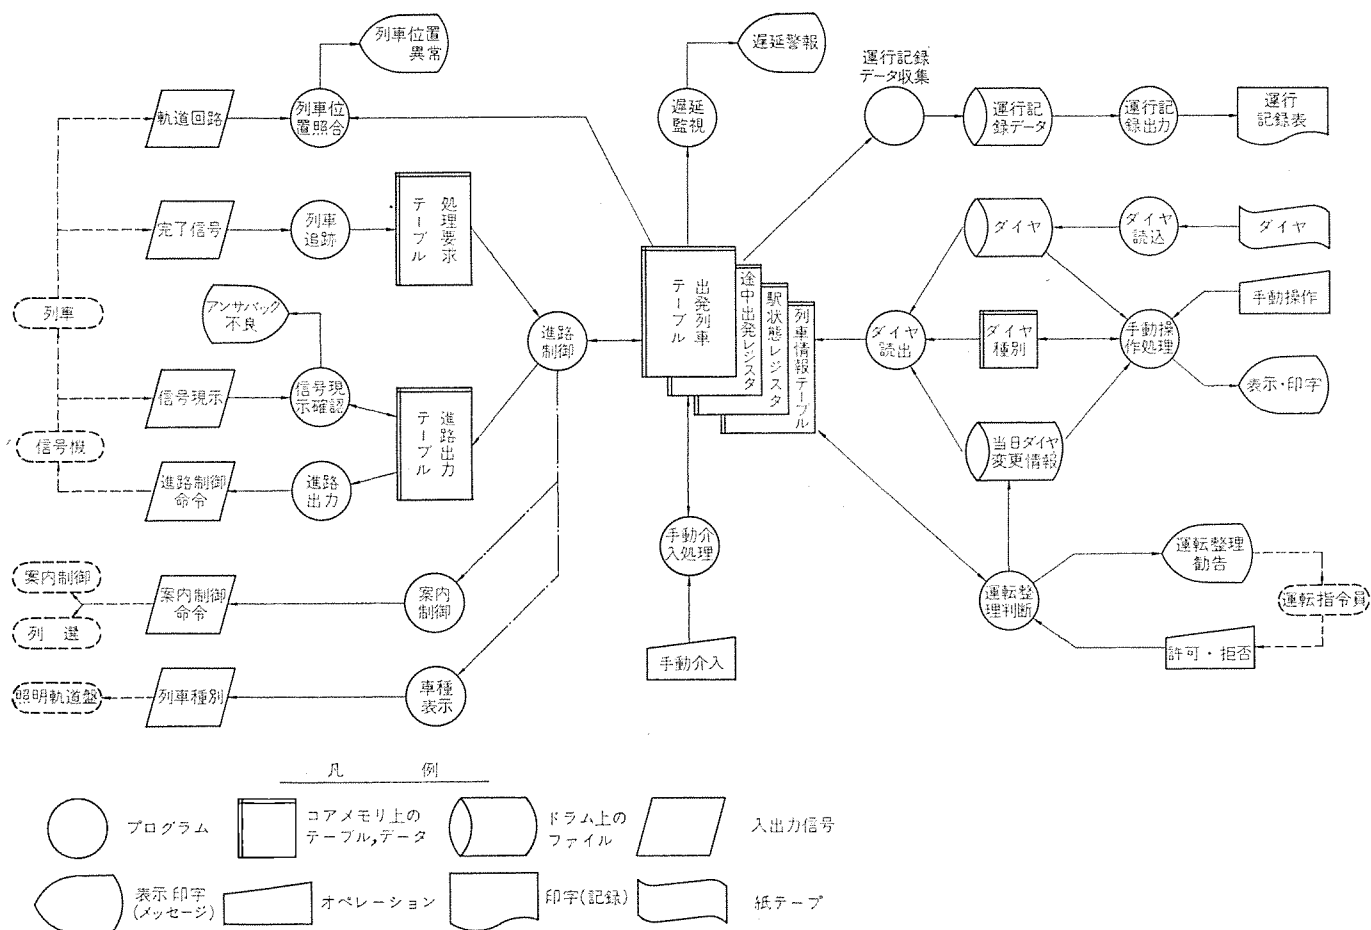 列車位置
異常
遅延警報
運行記録
データ収集
軌道回路
列車位
置照合
遅延
監視
運行記
録データ
運行記
録出力
運行
記録表
完了信号
列車
追跡
処理要求
テーブル
ダイヤ
ダイヤ
読込
ダイヤ
列車
アンサバック
不良
進路
制御
出発列車
テーブル
途中出発レジスタ
駅状態レジスタ
列車情報テーブル
ダイヤ
読出
ダイヤ
種別
手動操
作処理
手動操作
表示・印字
信号現示
信号現
示確認
進路出力
テーブル
信号機
当日ダイヤ
変更情報
進路制御
命令
進路
出力
手動介
入処理
運転整理
勧告
案内制御
列選
案内制御
命令
案内
制御
運転整
理判断
運転指令員
手動介入
許可・拒否
照明軌道盤
列車種別
車種
表示
凡例
プログラム
コアメモリ上の
テーブル,データ
ドラム上の
ファイル
入出力信号
表示印字
(メッセージ)
オペレーション
印字(記録)
紙テープ